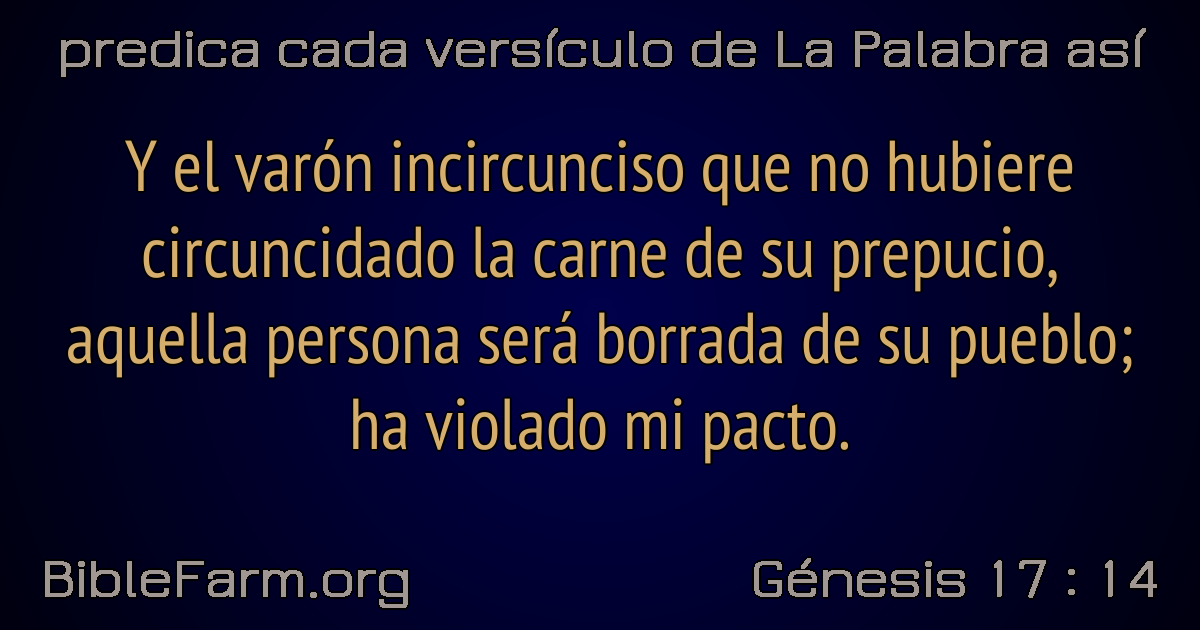 predica cada versículo de La Palabra así
Y el varón incircunciso que no hubiere
circuncidado la carne de su prepucio,
aquella persona será borrada de su pueblo;
ha violado mi pacto.
BibleFarm.org
Génesis 17 : 14